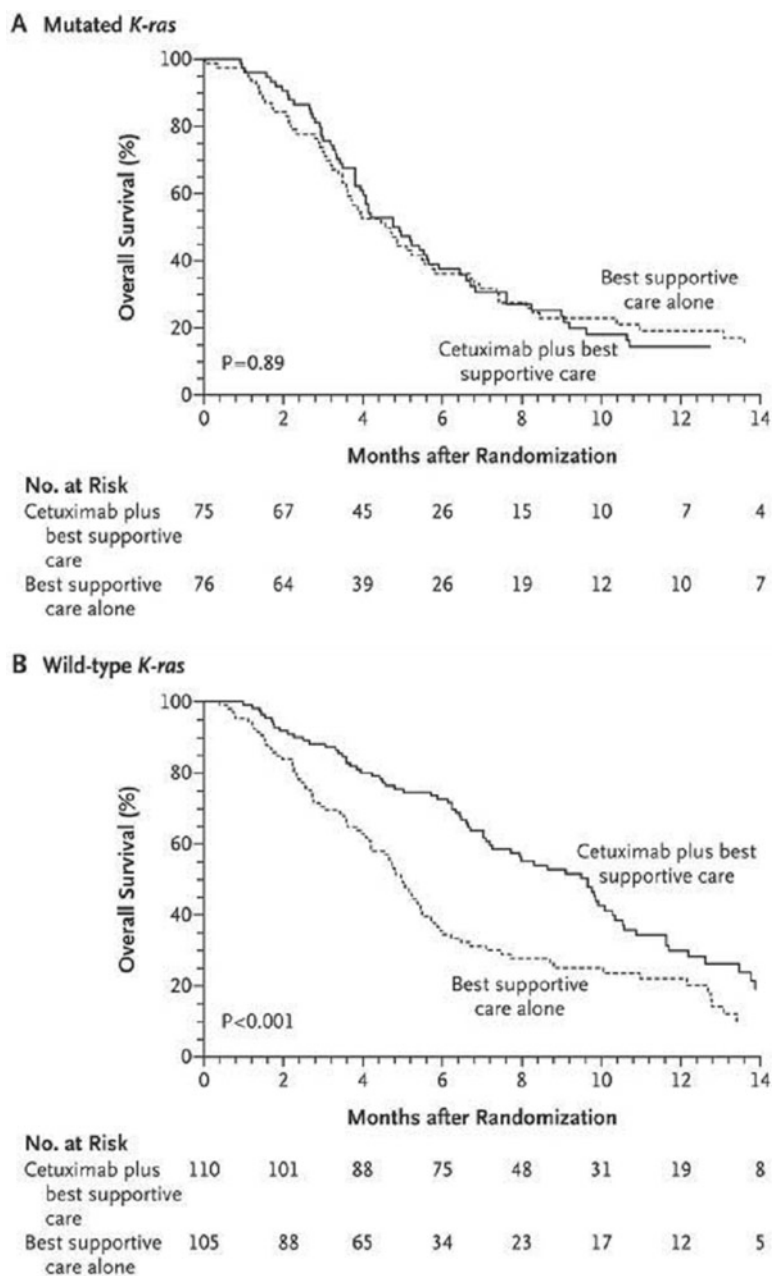 A Mutated K-ras
100
80
60
40
20
0
Overall Survival (%)
Best supportive
care alone
Cetuximab plus best
supportive care
P=0.89
0 2 4 6 8 10 12 14
Months after Randomization
No. at Risk
Cetuximab plus 75 67 45 26 15 10 7 4
best supportive
care
Best supportive 76 64 39 26 19 12 10 7
care alone
B Wild-type K-ras
100
80
60
40
20
0
Overall Survival (%)
Cetuximab plus best
supportive care
Best supportive
care alone
P<0.001
0 2 4 6 8 10 12 14
Months after Randomization
No. at Risk
Cetuximab plus 110 101 88 75 48 31 19 8
best supportive
care
Best supportive 105 88 65 34 23 17 12 5
care alone